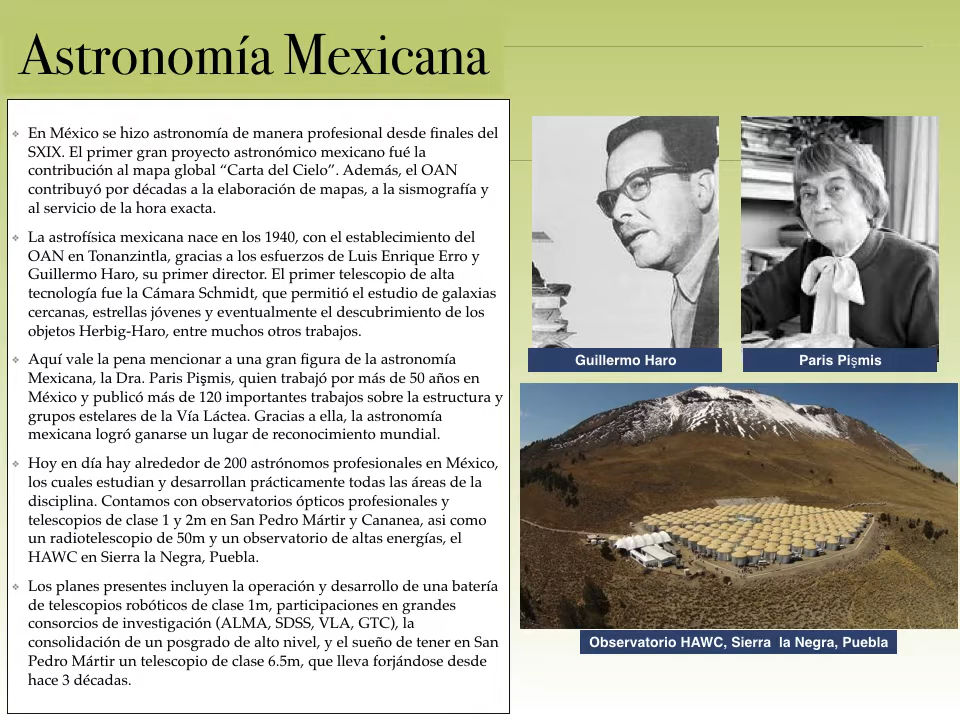 Astronomía Mexicana
En México se hizo astronomía de manera profesional desde finales del
SXIX. El primer gran proyecto astronómico mexicano fué la
contribución al mapa global “Carta del Cielo”. Además, el OAN
contribuyó por décadas a la elaboración de mapas, a la sismografía y
al servicio de la hora exacta.
La astrofísica mexicana nace en los 1940, con el establecimiento del
OAN en Tonanzintla, gracias a los esfuerzos de Luis Enrique Erro y
Guillermo Haro, su primer director. El primer telescopio de alta
tecnología fue la Cámara Schmidt, que permitió el estudio de galaxias
cercanas, estrellas jóvenes y eventualmente el descubrimiento de los
objetos Herbig-Haro, entre muchos otros trabajos.
Aquí vale la pena mencionar a una gran figura de la astronomía
Mexicana, la Dra. Paris Pişmis, quien trabajó por más de 50 años en
México y publicó más de 120 importantes trabajos sobre la estructura y
grupos estelares de la Vía Láctea. Gracias a ella, la astronomía
mexicana logró ganarse un lugar de reconocimiento mundial.
Hoy en día hay alrededor de 200 astrónomos profesionales en México,
los cuales estudian y desarrollan prácticamente todas las áreas de la
disciplina. Contamos con observatorios ópticos profesionales y
telescopios de clase 1 y 2m en San Pedro Mártir y Cananea, asi como
un radiotelescopio de 50m y un observatorio de altas energías, el
HAWC en Sierra la Negra, Puebla.
Los planes presentes incluyen la operación y desarrollo de una batería
de telescopios robóticos de clase 1m, participaciones en grandes
consorcios de investigación (ALMA, SDSS, VLA, GTC), la
consolidación de un posgrado de alto nivel, y el sueño de tener en San
Pedro Mártir un telescopio de clase 6.5m, que lleva forjándose desde
hace 3 décadas.
Guillermo Haro
Paris Pişmis
Observatorio HAWC, Sierra la Negra, Puebla